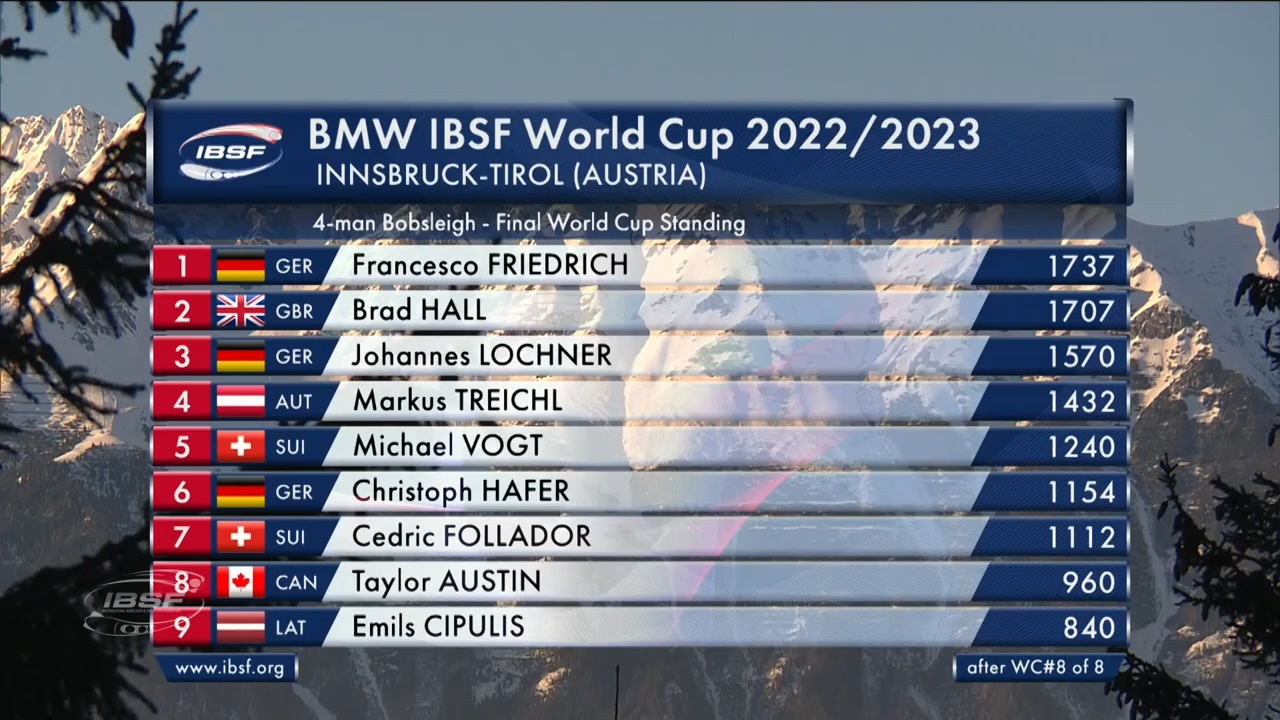 IBSF
BMW IBSF World Cup 2022/2023
INNSBRUCK-TIROL (AUSTRIA)
4-man Bobsleigh - Final World Cup Standing
1 GER Francesco FRIEDRICH 1737
2 GBR Brad HALL 1707
3 GER Johannes LOCHNER 1570
4 AUT Markus TREICHL 1432
5 SUI Michael VOGT 1240
6 GER Christoph HAFER 1154
7 SUI Cedric FOLLADOR 1112
8 CAN Taylor AUSTIN 960
9 LAT Emils CIPULIS 840
IBSF
www.ibsf.org after WC#8 of 8